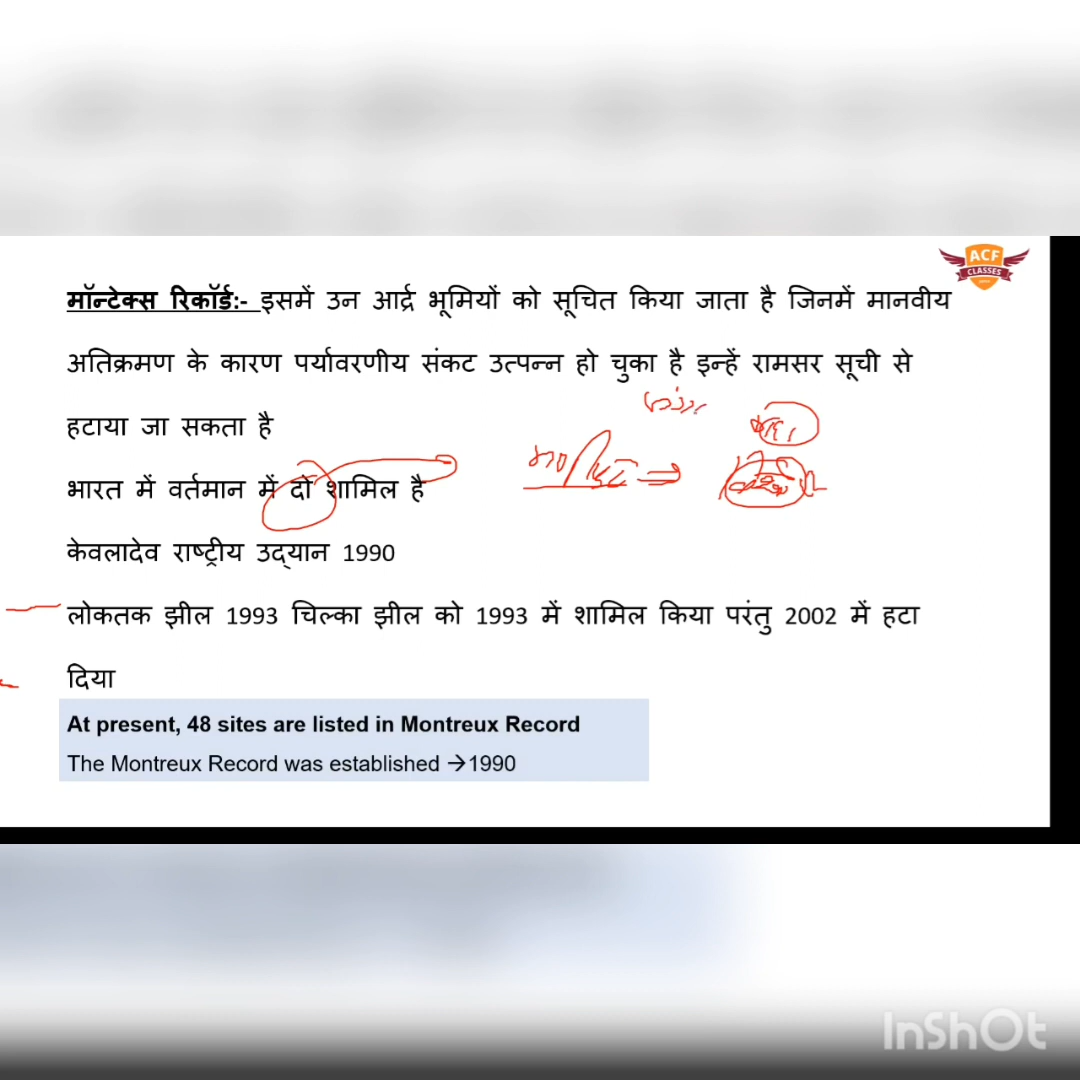 ACF
CLASSES
मॉन्टेक्स रिकॉर्ड:- इसमें उन आर्द्र भूमियों को सूचित किया जाता है जिनमें मानवीय
अतिक्रमण के कारण पर्यावरणीय संकट उत्पन्न हो चुका है इन्हें रामसर सूची से
हटाया जा सकता है
भारत में वर्तमान में दो शामिल है
केवलादेव राष्ट्रीय उद्यान 1990
लोकतक झील 1993 चिल्का झील को 1993 में शामिल किया परंतु 2002 में हटा
दिया
At present, 48 sites are listed in Montreux Record
The Montreux Record was established →1990
InShOt